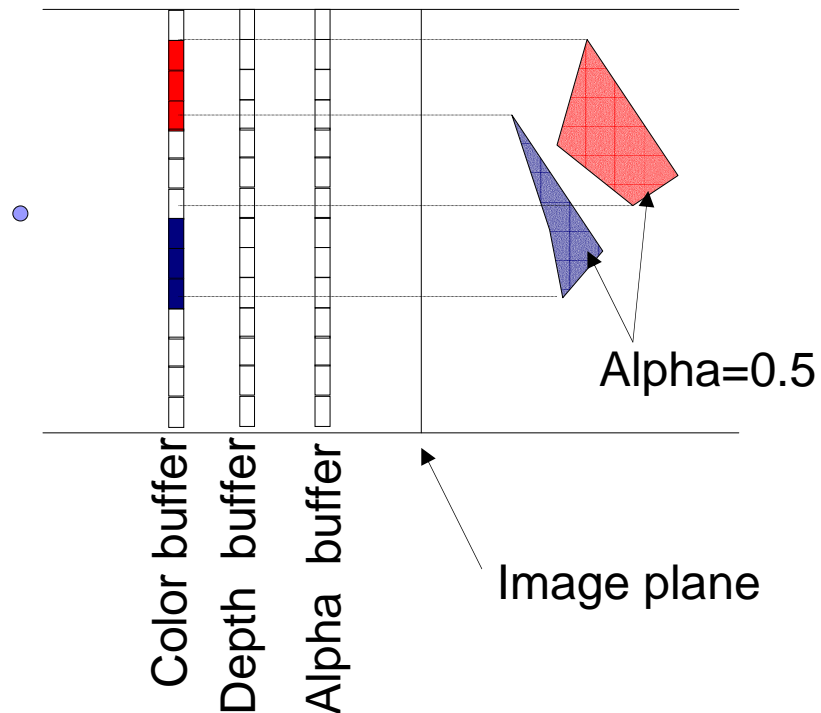 Alpha=0.5
Color buffer
Depth buffer
Alpha buffer
Image plane